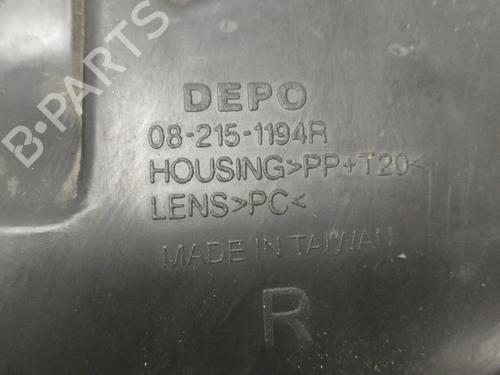 B-PARTS
DEPO
08-215-1194R
HOUSING>PP+T20<
LENS>PC<
MADE IN TAIWAN
R